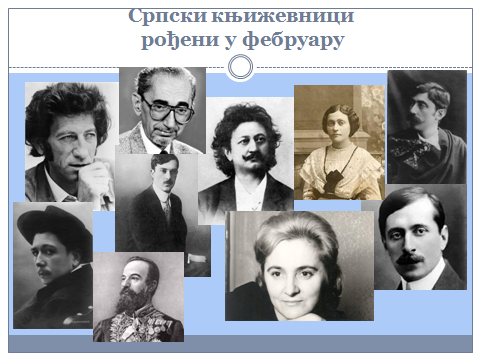 Српски књижевници
рођени у фебруару